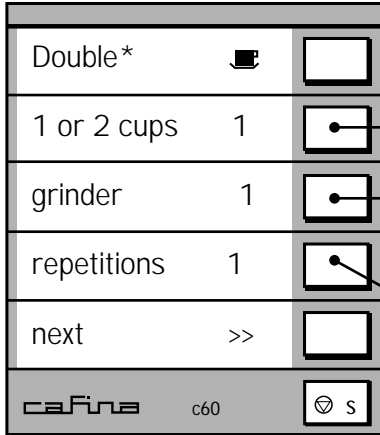 Double*
1 or 2 cups 1
grinder 1
repetitions 1
next >>
cafina c60 s